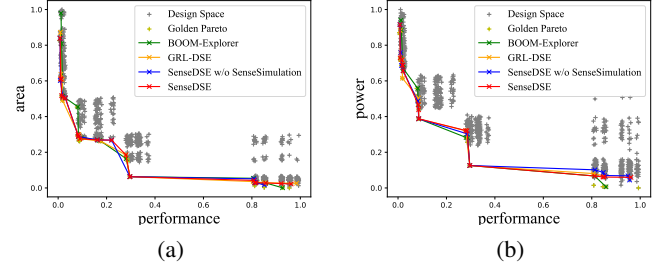 1.0
0.8
0.6
0.4
0.2
0.0
area
0.0 0.2 0.4 0.6 0.8 1.0
performance
Design Space
Golden Pareto
BOOM-Explorer
GRL-DSE
SenseDSE w/o SenseSimulation
SenseDSE
(a)
1.0
0.8
0.6
0.4
0.2
0.0
power
0.0 0.2 0.4 0.6 0.8 1.0
performance
Design Space
Golden Pareto
BOOM-Explorer
GRL-DSE
SenseDSE w/o SenseSimulation
SenseDSE
(b)